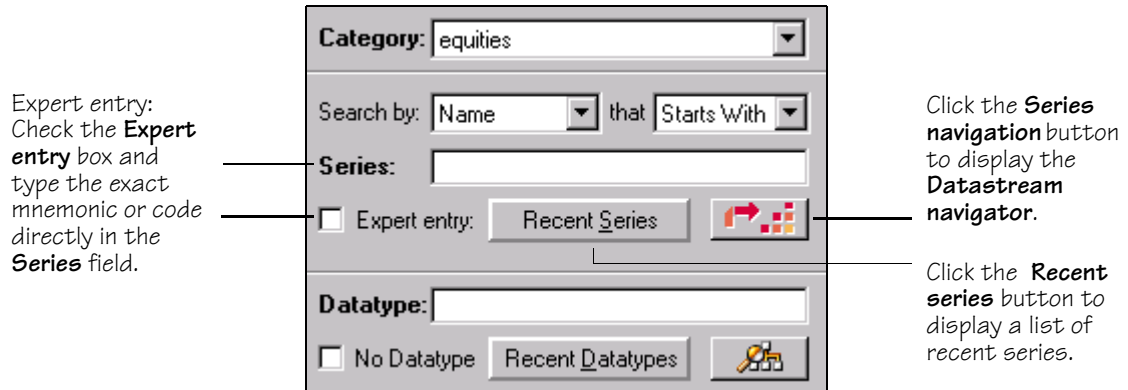 Expert entry:
Check the Expert
entry box and
type the exact
mnemonic or code
directly in the
Series field.
Category: equities
Search by: Name that Starts With
Series:
Expert entry: Recent Series
Datatype:
No Datatype Recent Datatypes
Click the Series
navigation button
to display the
Datastream
navigator.
Click the Recent
series button to
display a list of
recent series.